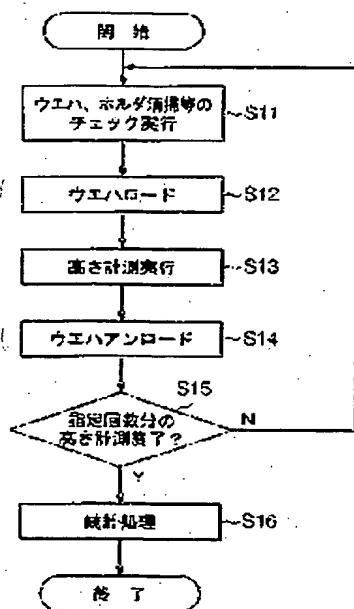 開 始
ウエハ、ホルダ清掃等の
チェック実行
S11
ウエハロード
S12
高さ計測実行
S13
ウエハアンロード
S14
S15
指定回数分の
高さ計測終了?
N
Y
統計処理
S16
終 了